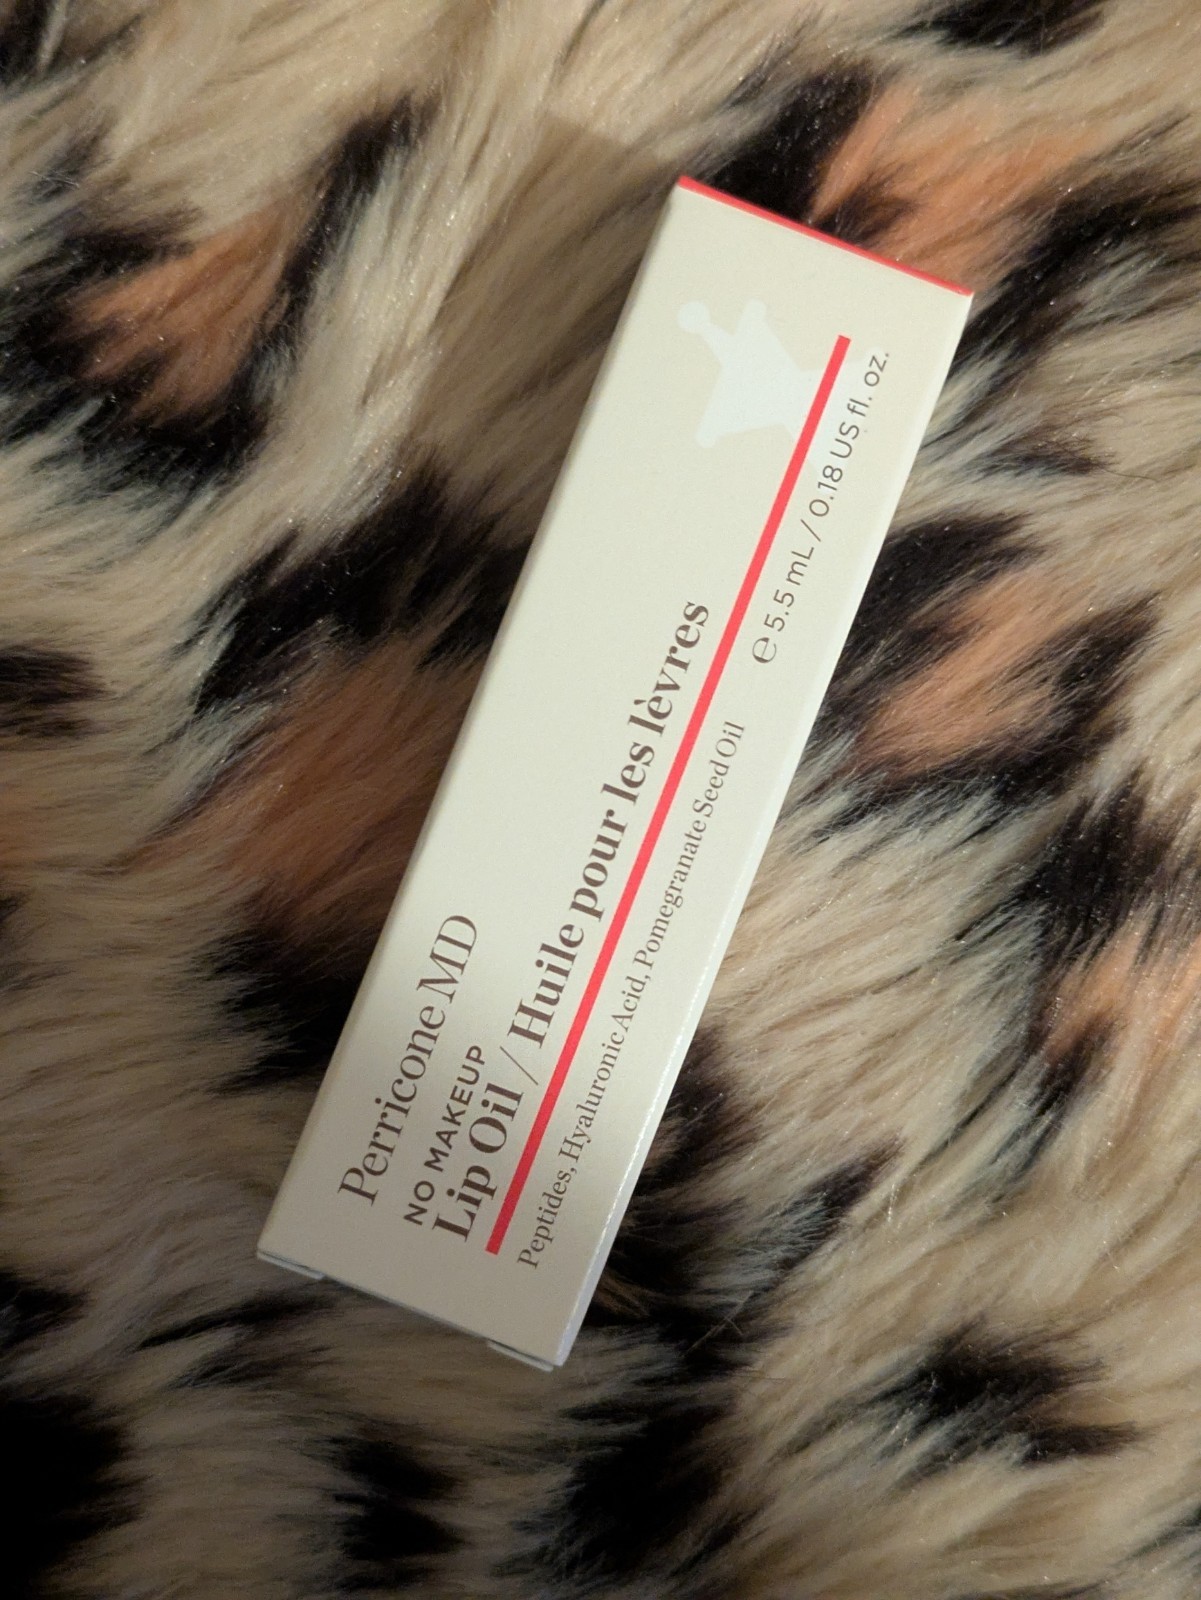 Perricone MD
NO MAKEUP
Lip Oil / Huile pour les lèvres
Peptides, Hyaluronic Acid, Pomegranate Seed Oil
℮ 5.5 mL / 0.18 US fl. oz.